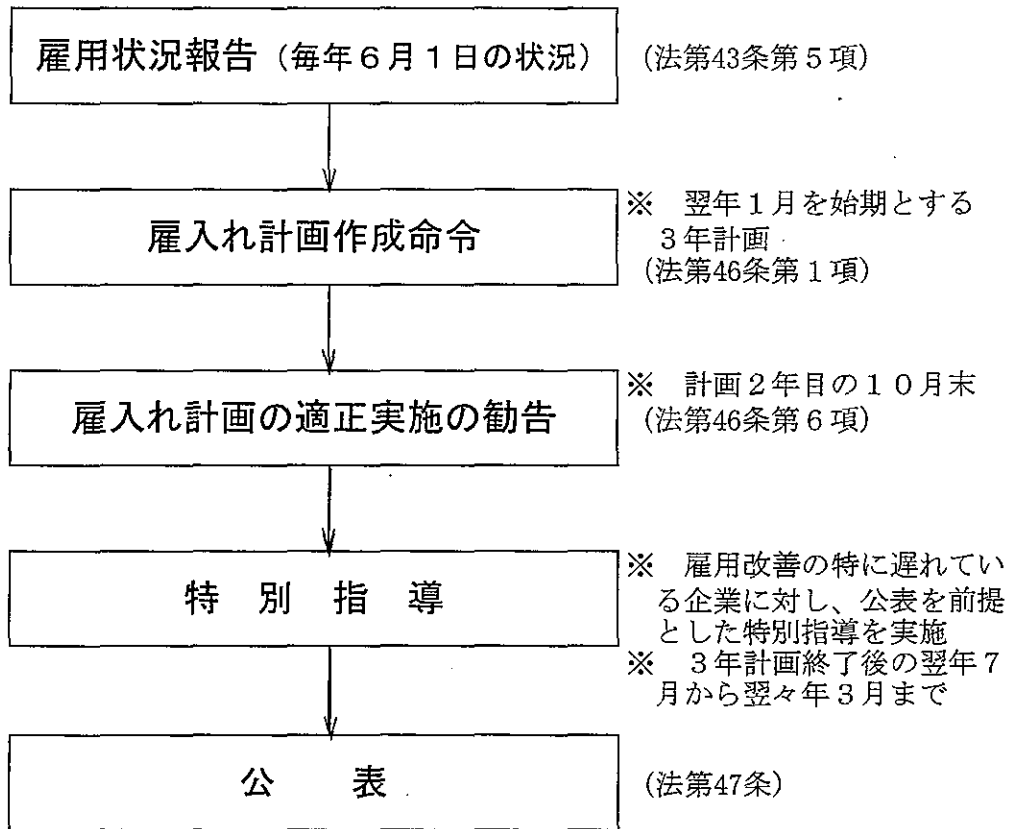 雇用状況報告（毎年６月１日の状況）
(法第43条第５項)
雇入れ計画作成命令
※　翌年１月を始期とする
３年計画
(法第46条第１項)
雇入れ計画の適正実施の勧告
※　計画２年目の１０月末
(法第46条第６項)
特　別　指　導
※　雇用改善の特に遅れてい
る企業に対し、公表を前提
とした特別指導を実施
※　３年計画終了後の翌年７
月から翌々年３月まで
公　　表
(法第47条)